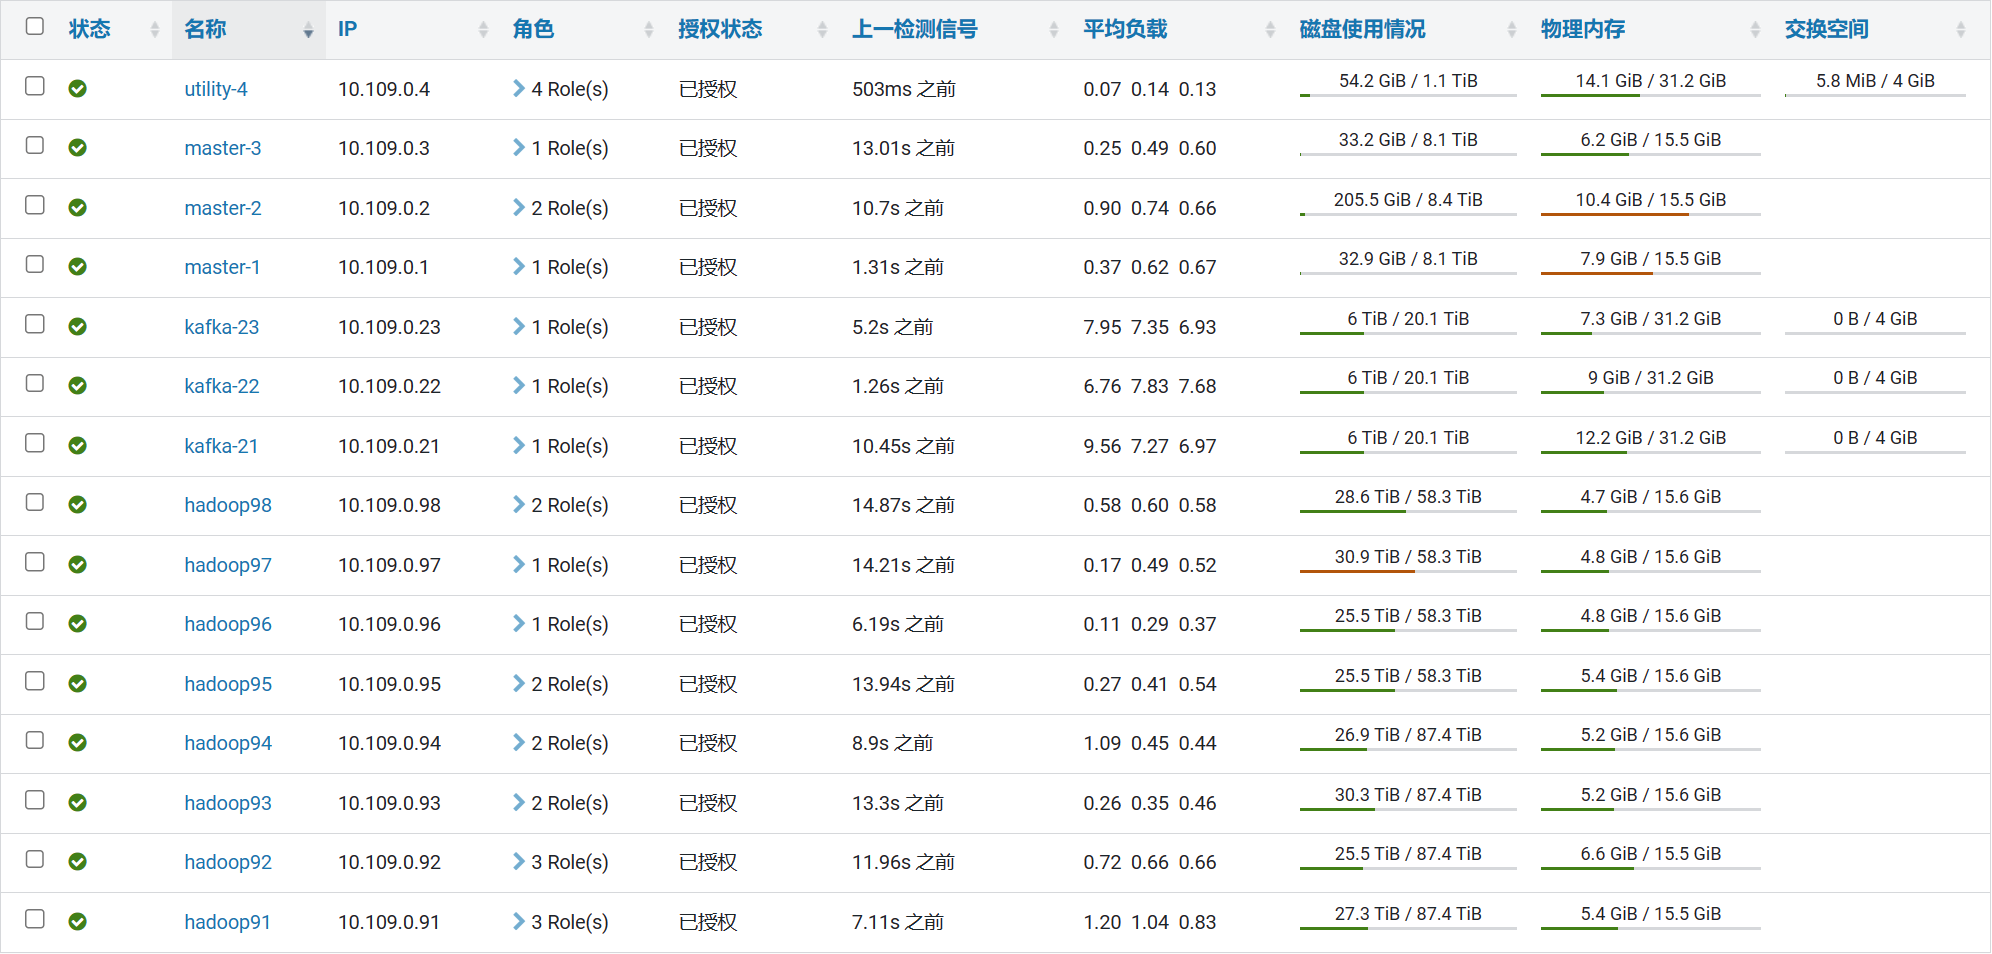 状态 名称 IP 角色 授权状态 上一检测信号 平均负载 磁盘使用情况 物理内存 交换空间
utility-4 10.109.0.4 4 Role(s) 已授权 503ms 之前 0.07 0.14 0.13 54.2 GiB / 1.1 TiB 14.1 GiB / 31.2 GiB 5.8 MiB / 4 GiB
master-3 10.109.0.3 1 Role(s) 已授权 13.01s 之前 0.25 0.49 0.60 33.2 GiB / 8.1 TiB 6.2 GiB / 15.5 GiB
master-2 10.109.0.2 2 Role(s) 已授权 10.7s 之前 0.90 0.74 0.66 205.5 GiB / 8.4 TiB 10.4 GiB / 15.5 GiB
master-1 10.109.0.1 1 Role(s) 已授权 1.31s 之前 0.37 0.62 0.67 32.9 GiB / 8.1 TiB 7.9 GiB / 15.5 GiB
kafka-23 10.109.0.23 1 Role(s) 已授权 5.2s 之前 7.95 7.35 6.93 6 TiB / 20.1 TiB 7.3 GiB / 31.2 GiB 0 B / 4 GiB
kafka-22 10.109.0.22 1 Role(s) 已授权 1.26s 之前 6.76 7.83 7.68 6 TiB / 20.1 TiB 9 GiB / 31.2 GiB 0 B / 4 GiB
kafka-21 10.109.0.21 1 Role(s) 已授权 10.45s 之前 9.56 7.27 6.97 6 TiB / 20.1 TiB 12.2 GiB / 31.2 GiB 0 B / 4 GiB
hadoop98 10.109.0.98 2 Role(s) 已授权 14.87s 之前 0.58 0.60 0.58 28.6 TiB / 58.3 TiB 4.7 GiB / 15.6 GiB
hadoop97 10.109.0.97 1 Role(s) 已授权 14.21s 之前 0.17 0.49 0.52 30.9 TiB / 58.3 TiB 4.8 GiB / 15.6 GiB
hadoop96 10.109.0.96 1 Role(s) 已授权 6.19s 之前 0.11 0.29 0.37 25.5 TiB / 58.3 TiB 4.8 GiB / 15.6 GiB
hadoop95 10.109.0.95 2 Role(s) 已授权 13.94s 之前 0.27 0.41 0.54 25.5 TiB / 58.3 TiB 5.4 GiB / 15.6 GiB
hadoop94 10.109.0.94 2 Role(s) 已授权 8.9s 之前 1.09 0.45 0.44 26.9 TiB / 87.4 TiB 5.2 GiB / 15.6 GiB
hadoop93 10.109.0.93 2 Role(s) 已授权 13.3s 之前 0.26 0.35 0.46 30.3 TiB / 87.4 TiB 5.2 GiB / 15.6 GiB
hadoop92 10.109.0.92 3 Role(s) 已授权 11.96s 之前 0.72 0.66 0.66 25.5 TiB / 87.4 TiB 6.6 GiB / 15.5 GiB
hadoop91 10.109.0.91 3 Role(s) 已授权 7.11s 之前 1.20 1.04 0.83 27.3 TiB / 87.4 TiB 5.4 GiB / 15.5 GiB